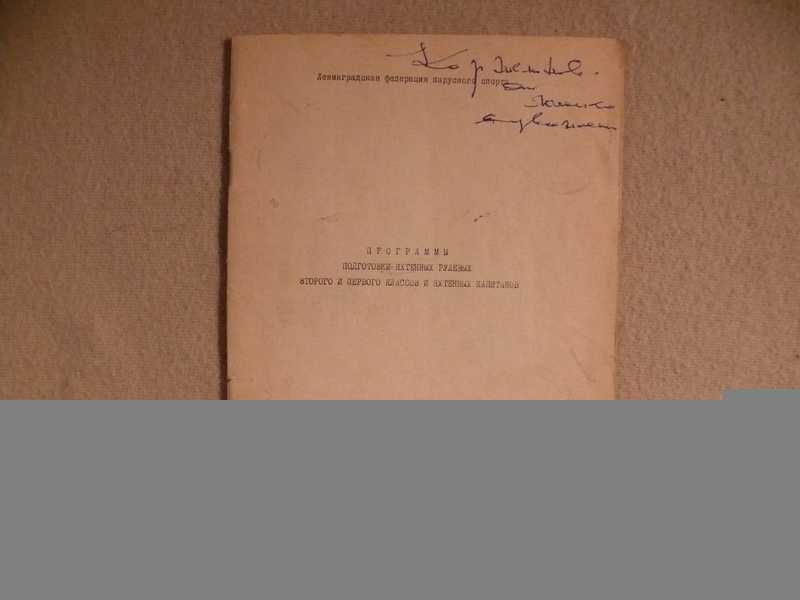 Ленинградская федерация парусного спорта
ПРОГРАММЫ
ПОДГОТОВКИ ЯХТЕННЫХ РУЛЕВЫХ
ВТОРОГО И ПЕРВОГО КЛАССОВ И ЯХТЕННЫХ КАПИТАНОВ